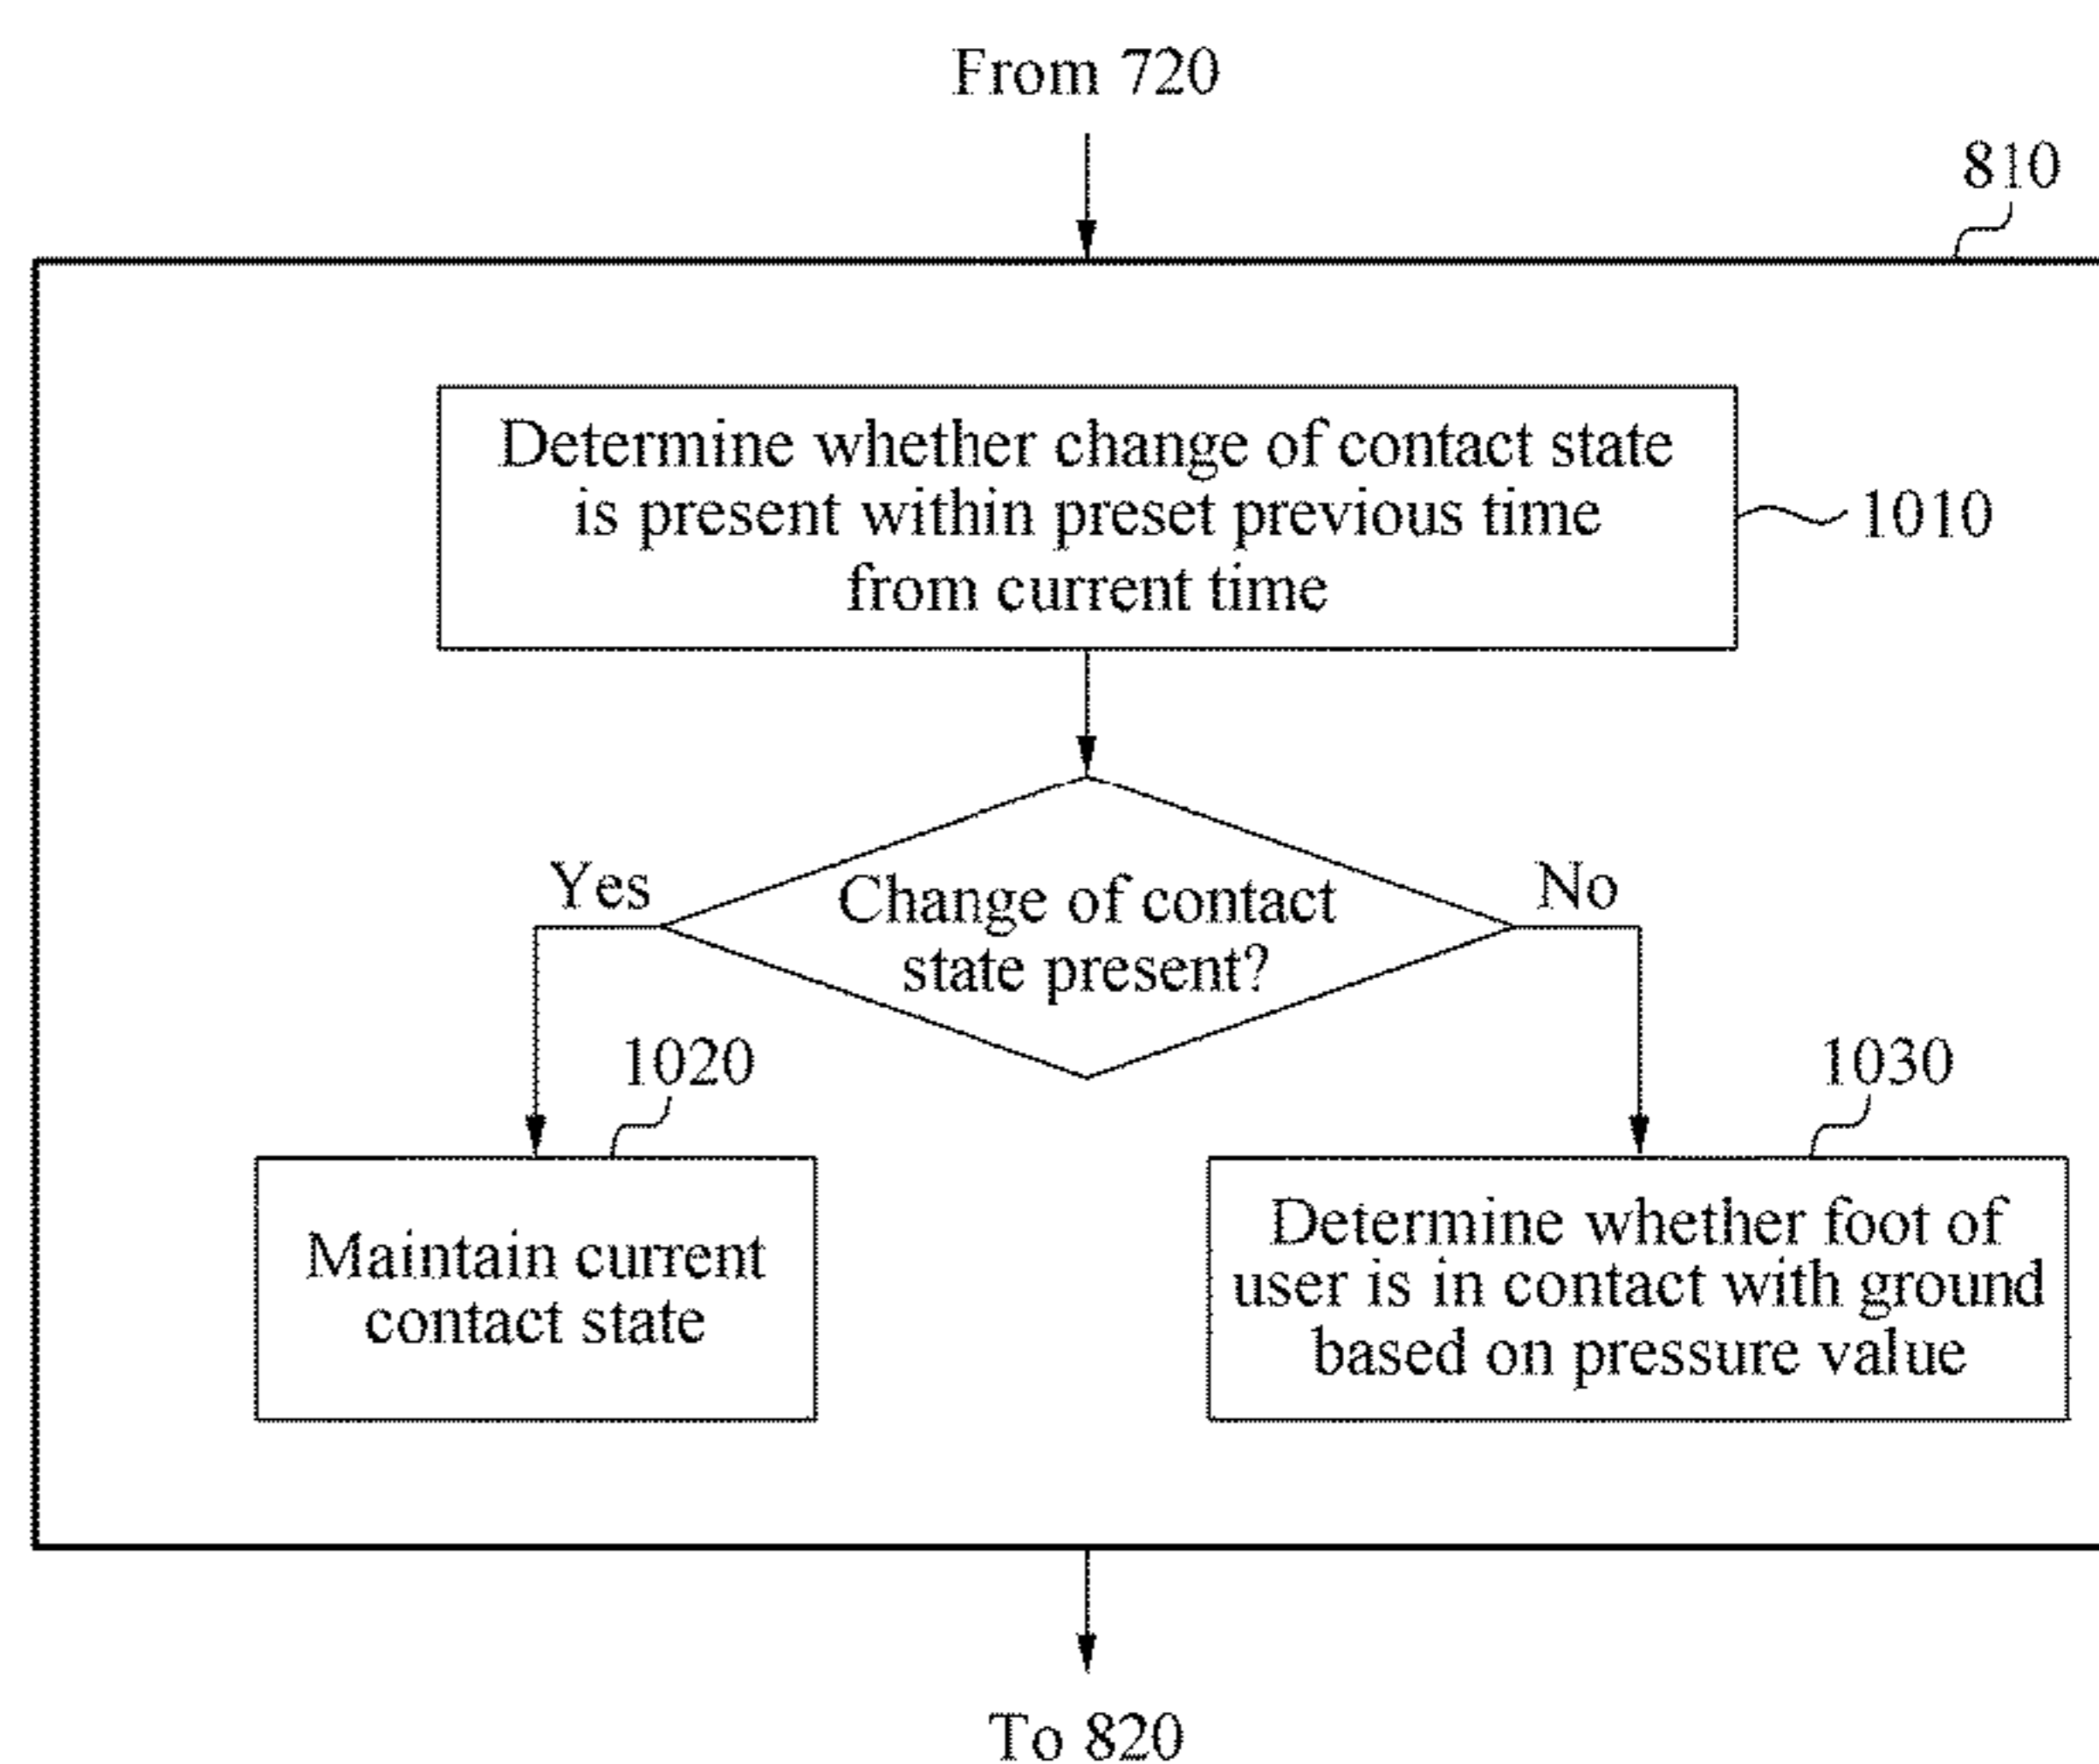 From 720
810
Determine whether change of contact state
is present within preset previous time
from current time
1010
Yes
Change of contact
state present?
No
1020
Maintain current
contact state
1030
Determine whether foot of
user is in contact with ground
based on pressure value
To 820